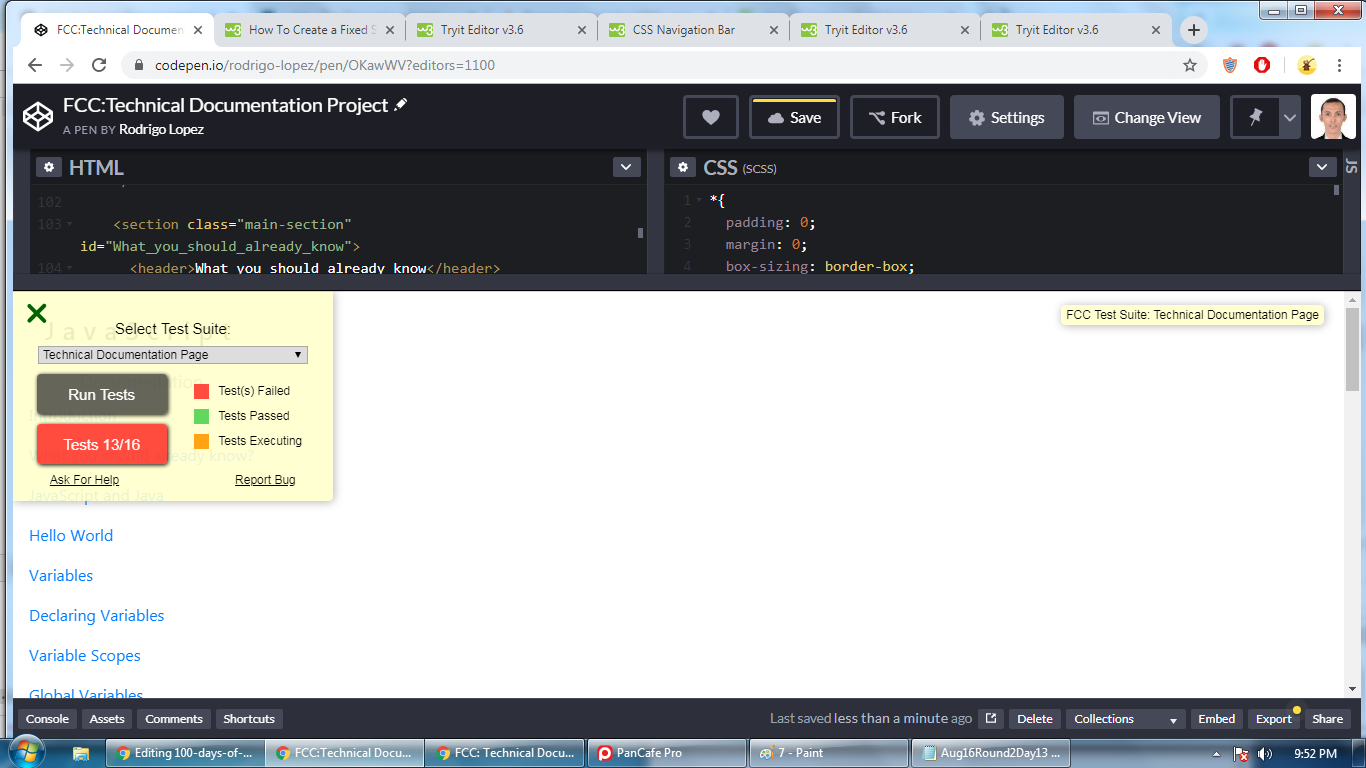 FCC:Technical Documen
How To Create a Fixed S
Tryit Editor v3.6
CSS Navigation Bar
Tryit Editor v3.6
Tryit Editor v3.6
codepen.io/rodrigo-lopez/pen/OKawWV?editors=1100
FCC:Technical Documentation Project
A PEN BY Rodrigo Lopez
Save
Fork
Settings
Change View
HTML
CSS (SCSS)
JS
102
103 <section class="main-section"
id="What_you_should_already_know">
104 <header>What you should already know</header>
1 *{
2 padding: 0;
3 margin: 0;
4 box-sizing: border-box;
JavaScript
Select Test Suite:
Technical Documentation Page
Run Tests
Tests 13/16
Test(s) Failed
Tests Passed
Tests Executing
Ask For Help
Report Bug
FCC Test Suite: Technical Documentation Page
JavaScript and Java
Hello World
Variables
Declaring Variables
Variable Scopes
Global Variables
Console
Assets
Comments
Shortcuts
Last saved less than a minute ago
Delete
Collections
Embed
Export
Share
Editing 100-days-of-...
FCC:Technical Docu...
FCC: Technical Docu...
PanCafe Pro
7 - Paint
Aug16Round2Day13 ...
9:52 PM